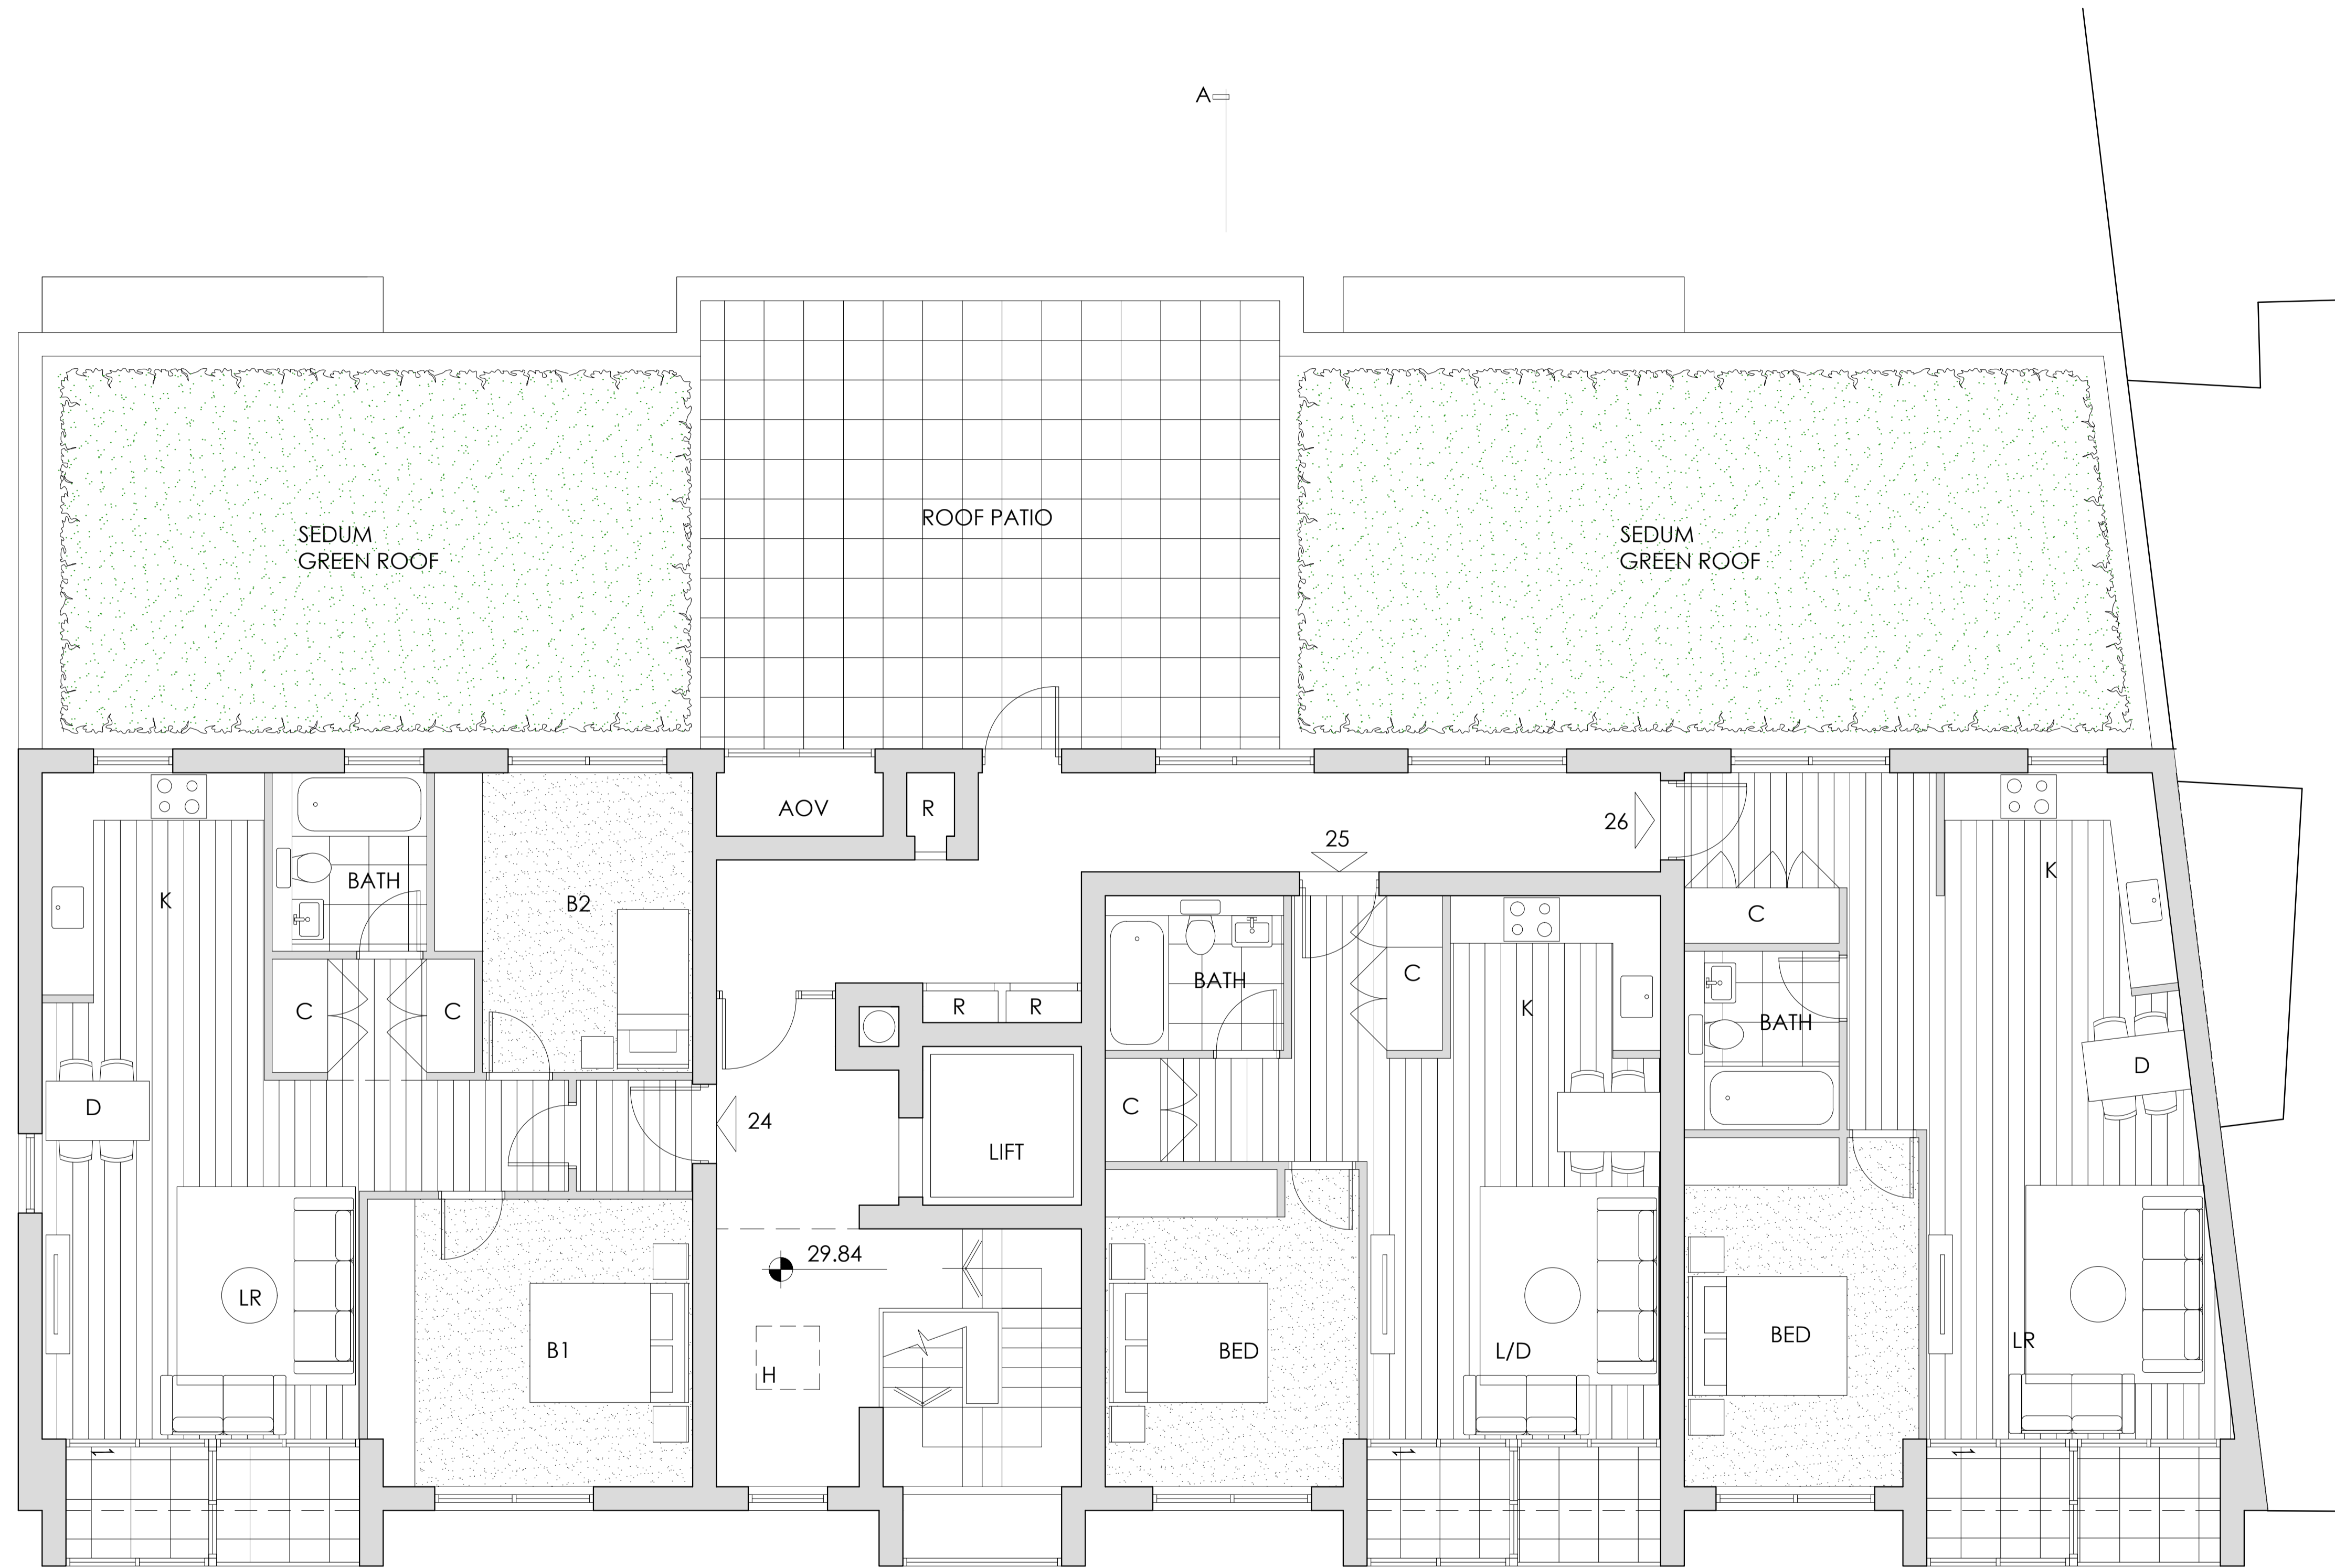 A
SEDUM
GREEN ROOF
ROOF PATIO
SEDUM
GREEN ROOF
AOV
R
26
25
K
BATH
B2
K
C
BATH
C
C
C
K
R
R
BATH
D
C
24
D
LIFT
29.84
LR
B1
H
BED
L/D
BED
LR